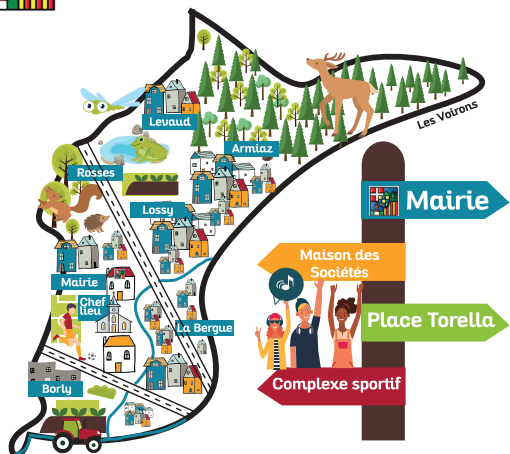 Levaud
Armiaz
Les Voirons
Rosses
Lossy
Mairie
Mairie
Maison des
Sociétés
Chef
lieu
La Bergue
Place Torella
Borly
Complexe sportif